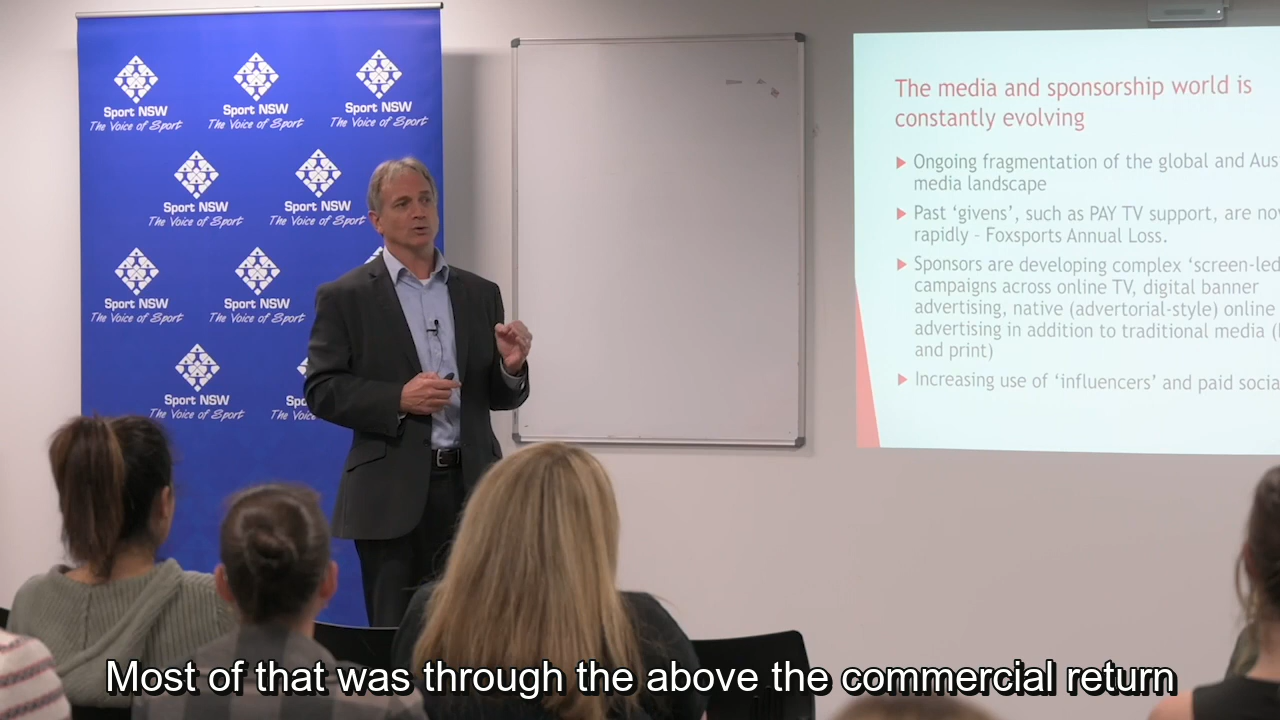 Sport NSW
The Voice of Sport
Sport NSW
The Voice of Sport
Sport NSW
The Voice of Sport
Sport NSW
The Voice of Sport
Sport NSW
The Voice of Sport
Sport NSW
The Voice of Sport
Sport NSW
The Voice of Sport
Sport NSW
The Voice of Sport
The Voice
The media and sponsorship world is
constantly evolving
Ongoing fragmentation of the global and Aus
media landscape
Past ‘givens’, such as PAY TV support, are
rapidly – Foxsports Annual Loss.
Sponsors are developing complex ‘screen-led
campaigns across online TV, digital banner
advertising, native (advertorial-style) online
advertising in addition to traditional media
and print)
Increasing use of ‘influencers’ and paid socia
Most of that was through the above the commercial return